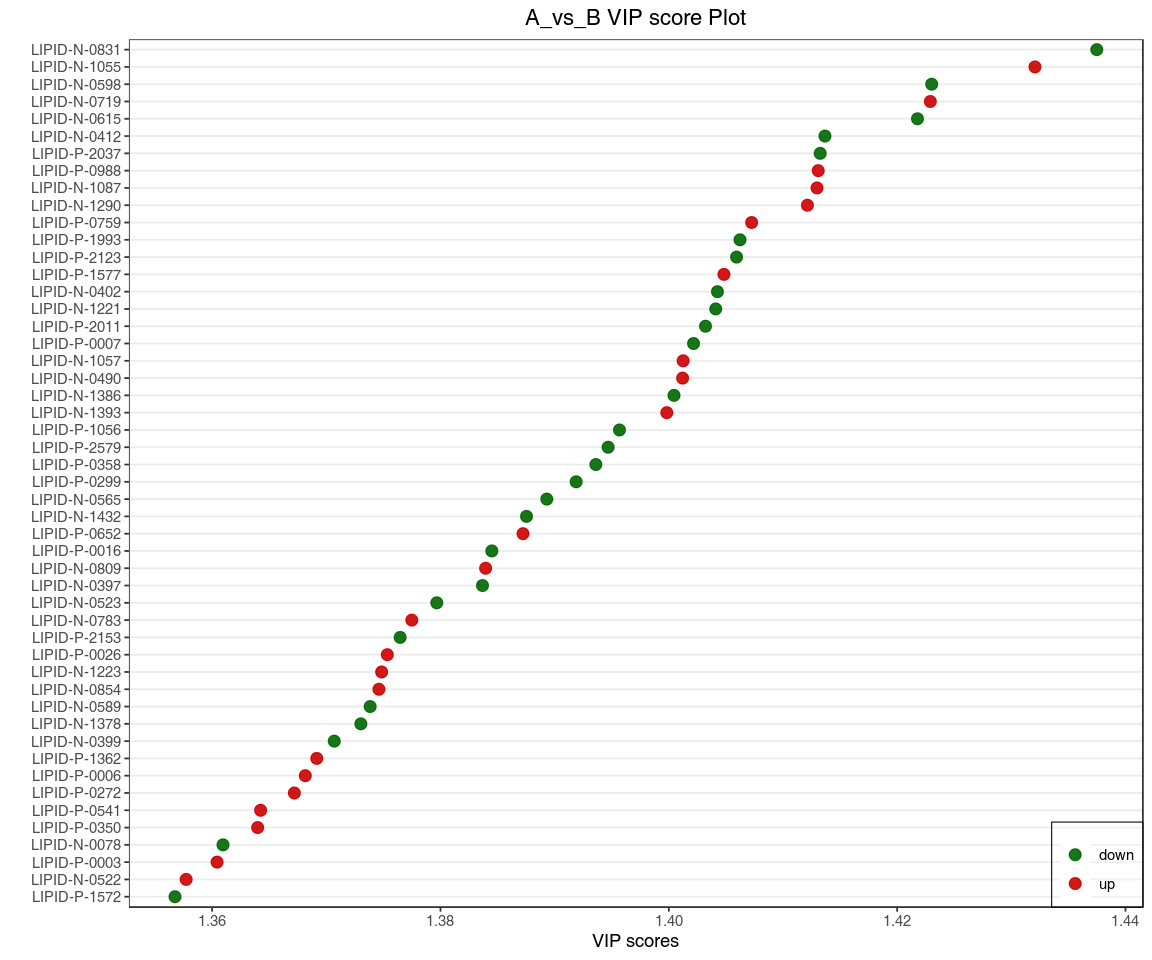 A_vs_B VIP score Plot
LIPID-N-0831
LIPID-N-1055
LIPID-N-0598
LIPID-N-0719
LIPID-N-0615
LIPID-N-0412
LIPID-P-2037
LIPID-P-0988
LIPID-N-1087
LIPID-N-1290
LIPID-P-0759
LIPID-P-1993
LIPID-P-2123
LIPID-P-1577
LIPID-N-0402
LIPID-N-1221
LIPID-P-2011
LIPID-P-0007
LIPID-N-1057
LIPID-N-0490
LIPID-N-1386
LIPID-N-1393
LIPID-P-1056
LIPID-P-2579
LIPID-P-0358
LIPID-P-0299
LIPID-N-0565
LIPID-N-1432
LIPID-P-0652
LIPID-P-0016
LIPID-N-0809
LIPID-N-0397
LIPID-N-0523
LIPID-N-0783
LIPID-P-2153
LIPID-P-0026
LIPID-N-1223
LIPID-N-0854
LIPID-N-0589
LIPID-N-1378
LIPID-N-0399
LIPID-P-1362
LIPID-P-0006
LIPID-P-0272
LIPID-P-0541
LIPID-P-0350
LIPID-N-0078
LIPID-P-0003
LIPID-N-0522
LIPID-P-1572
down
up
1.36 1.38 1.40 1.42 1.44
VIP scores